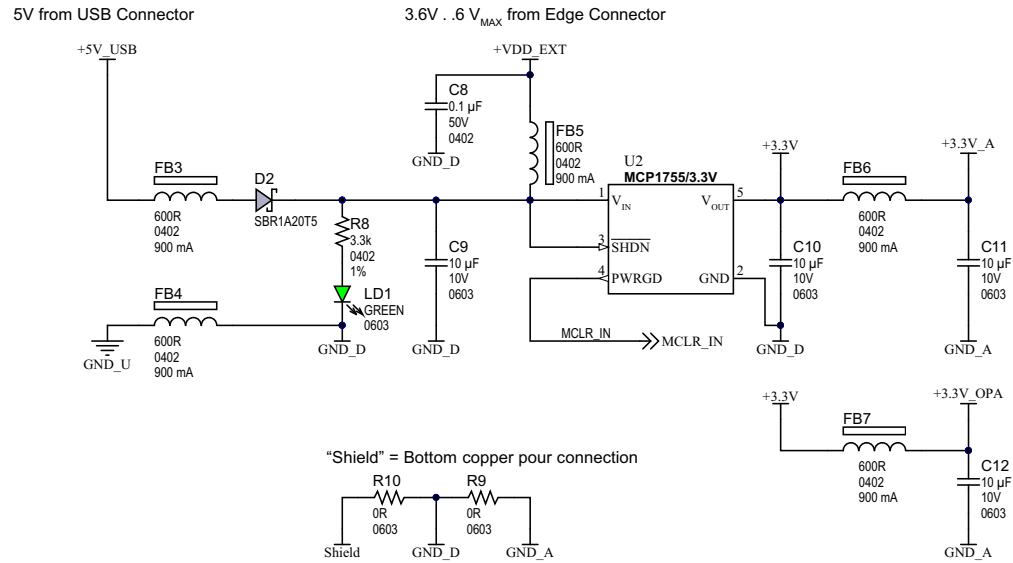 5V from USB Connector
3.6V . .6 VMAX from Edge Connector
+5V_USB
+VDD_EXT
C8
0.1 µF
50V
0402
GND_D
FB5
600R
0402
900 mA
FB3
600R
0402
900 mA
D2
SBR1A20T5
R8
3.3k
0402
1%
LD1
GREEN
0603
GND_D
FB4
600R
0402
900 mA
GND_U
C9
10 µF
10V
0603
GND_D
U2
MCP1755/3.3V
1
VIN
VOUT
5
3
SHDN
4
PWRGD
GND
2
MCLR_IN
MCLR_IN
+3.3V
C10
10 µF
10V
0603
GND_D
FB6
600R
0402
900 mA
+3.3V_A
C11
10 µF
10V
0603
GND_A
+3.3V
FB7
600R
0402
900 mA
+3.3V_OPA
C12
10 µF
10V
0603
GND_A
“Shield” = Bottom copper pour connection
R10
0R
0603
R9
0R
0603
Shield
GND_D
GND_A